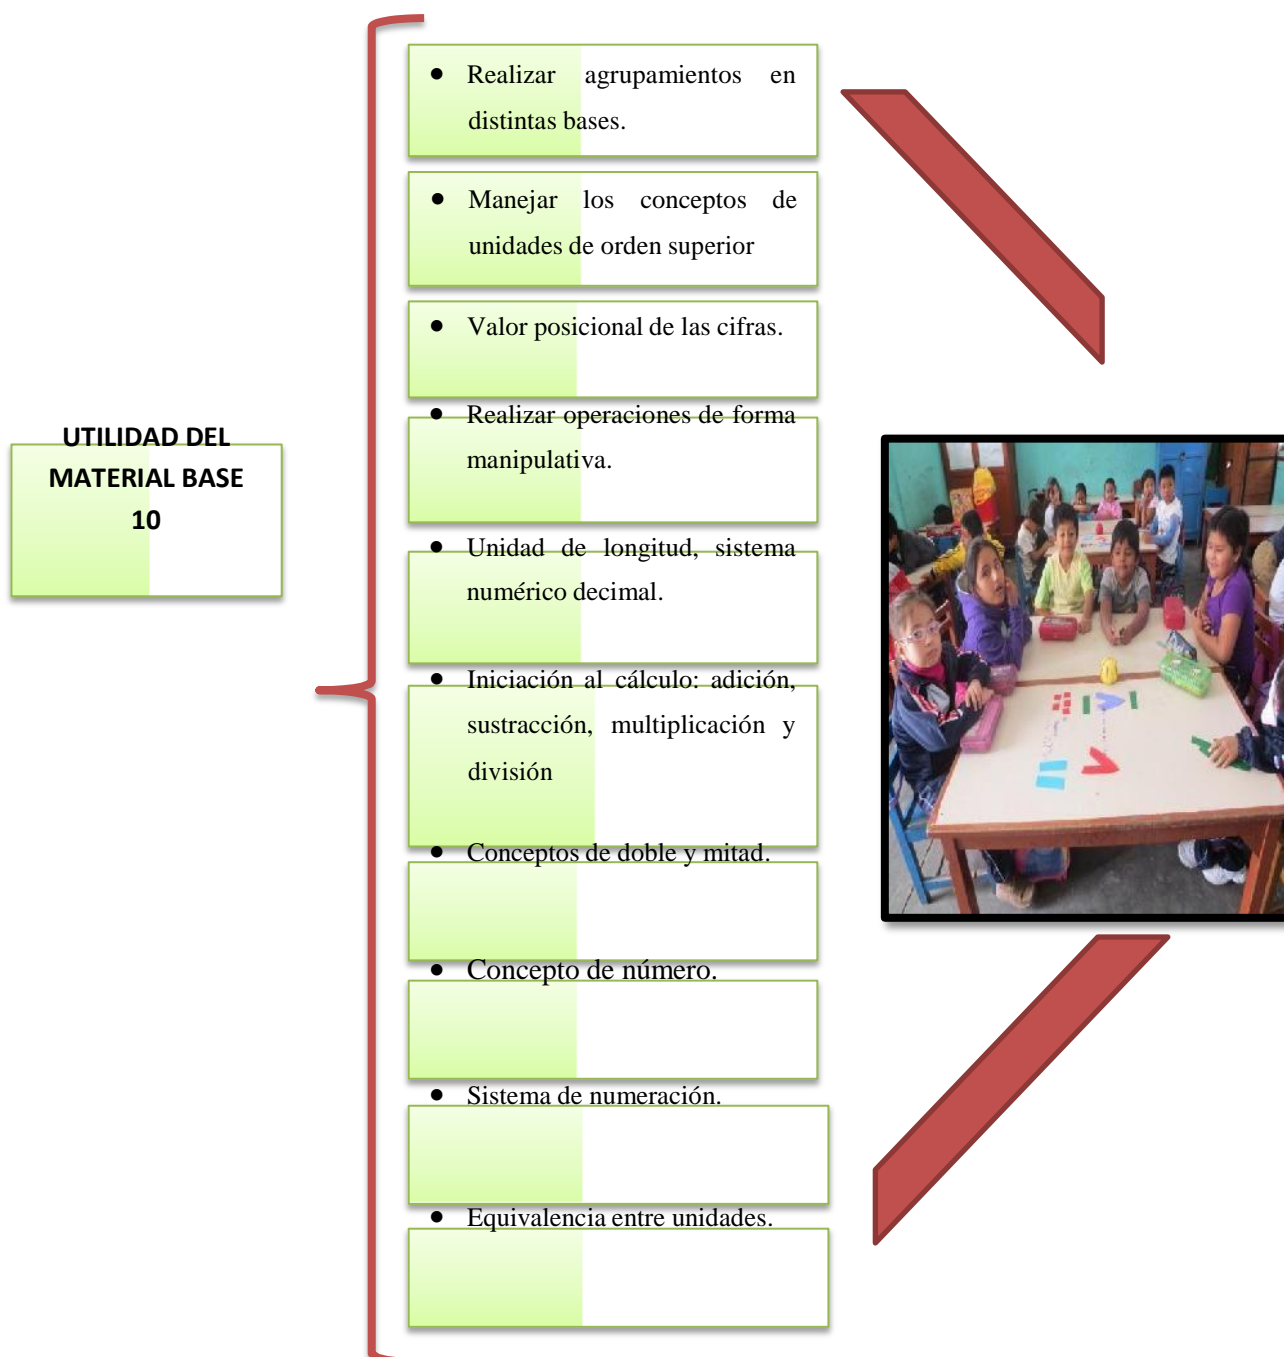 UTILIDAD DEL
MATERIAL BASE
10
• Realizar agrupamientos en
distintas bases.
• Manejar los conceptos de
unidades de orden superior
• Valor posicional de las cifras.
• Realizar operaciones de forma
manipulativa.
• Unidad de longitud, sistema
numérico decimal.
• Iniciación al cálculo: adición,
sustracción, multiplicación y
división
• Conceptos de doble y mitad.
• Concepto de número.
• Sistema de numeración.
• Equivalencia entre unidades.